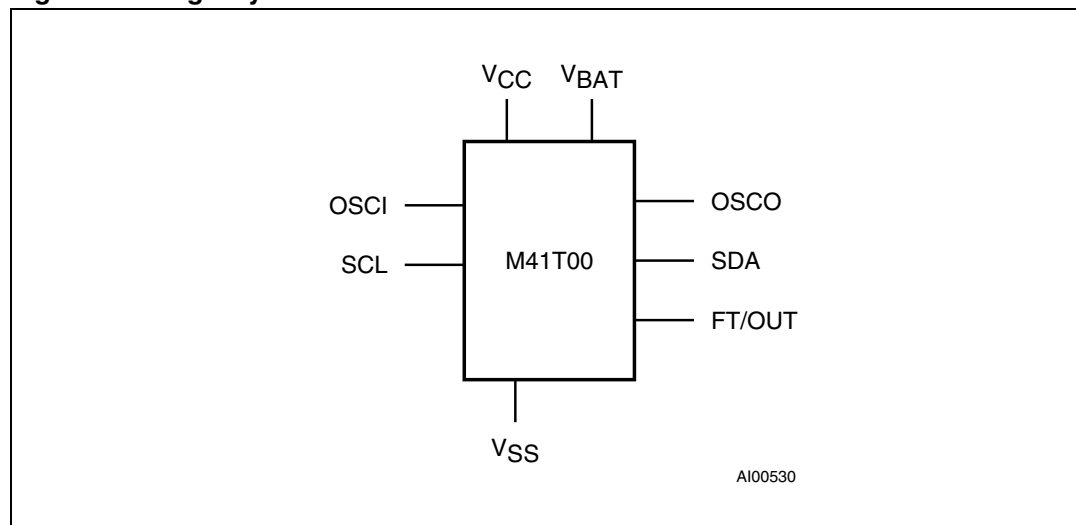 VCC VBAT
OSCI OSCO
SCL M41T00 SDA
FT/OUT
VSS
AI00530